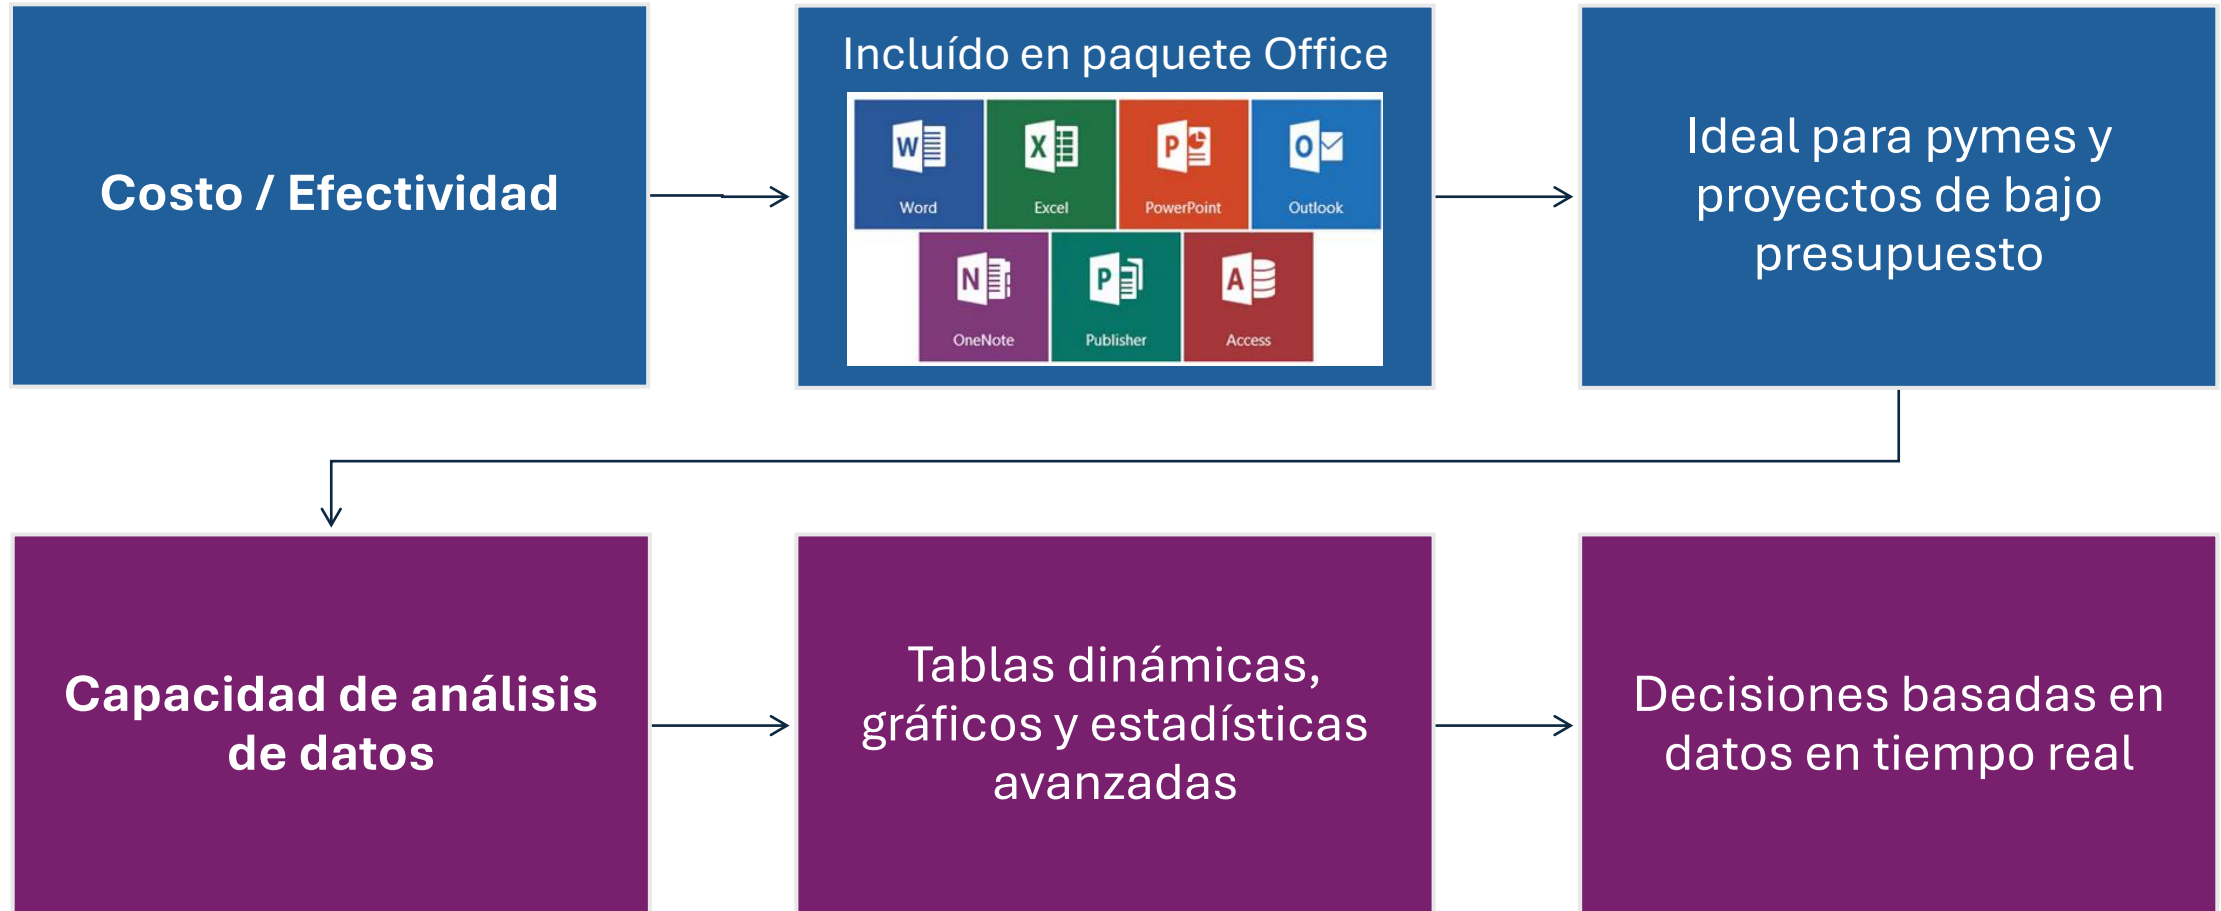 Costo / Efectividad
Incluído en paquete Office
W
X
P
O
Word
Excel
PowerPoint
Outlook
N
P
A
OneNote
Publisher
Access
Ideal para pymes y
proyectos de bajo
presupuesto
Capacidad de análisis
de datos
Tablas dinámicas,
gráficos y estadísticas
avanzadas
Decisiones basadas en
datos en tiempo real